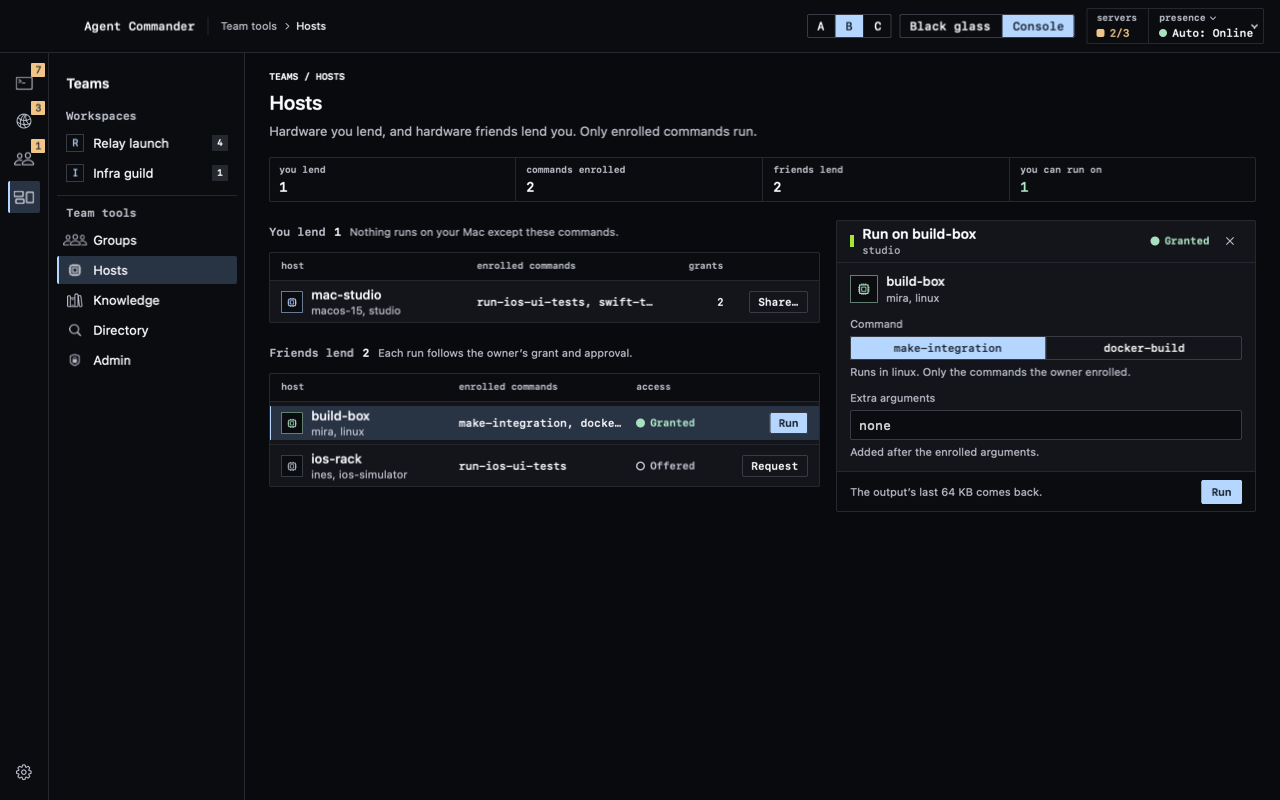 Agent Commander
Team tools > Hosts
A B C
Black glass Console
servers
2/3
presence
Auto: Online
7
3
1
Teams
Workspaces
R Relay launch 4
I Infra guild 1
Team tools
Groups
Hosts
Knowledge
Directory
Admin
TEAMS / HOSTS
Hosts
Hardware you lend, and hardware friends lend you. Only enrolled commands run.
you lend
1
commands enrolled
2
friends lend
2
you can run on
1
You lend 1 Nothing runs on your Mac except these commands.
host enrolled commands grants
mac-studio
macos-15, studio
run-ios-ui-tests, swift-t… 2 Share…
Friends lend 2 Each run follows the owner's grant and approval.
host enrolled commands access
build-box
mira, linux
make-integration, docke… Granted Run
ios-rack
ines, ios-simulator
run-ios-ui-tests Offered Request
Run on build-box
studio
Granted
build-box
mira, linux
Command
make-integration docker-build
Runs in linux. Only the commands the owner enrolled.
Extra arguments
none
Added after the enrolled arguments.
The output's last 64 KB comes back. Run